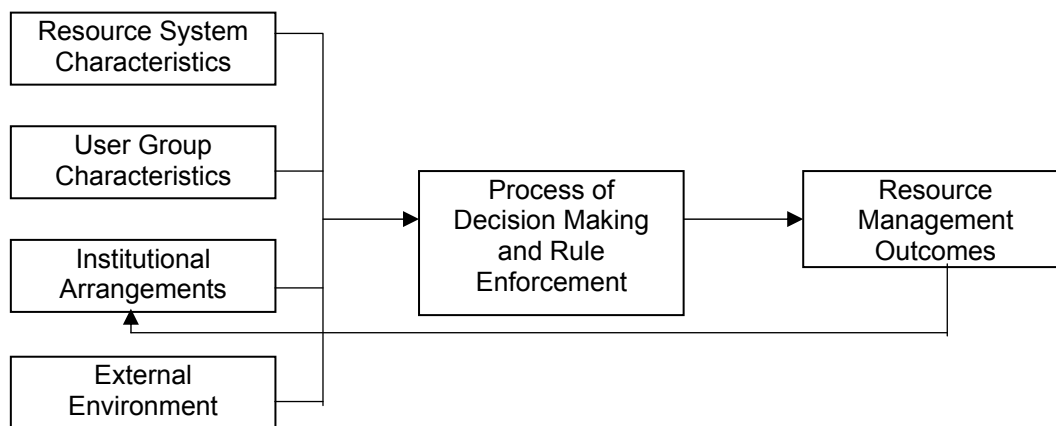 Resource System
Characteristics
User Group
Characteristics
Institutional
Arrangements
External
Environment
Process of
Decision Making
and Rule
Enforcement
Resource
Management
Outcomes